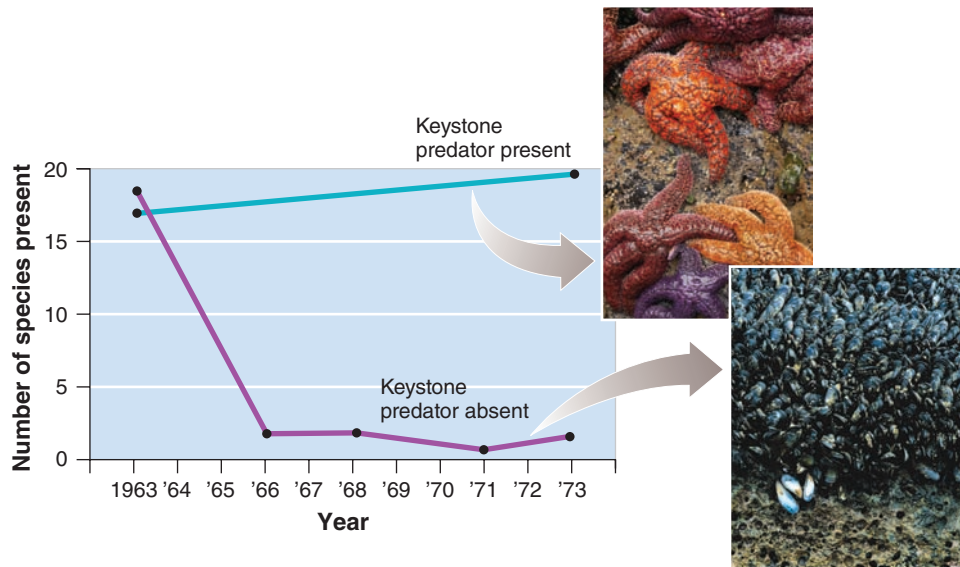 Keystone
predator present
Number of species present
20
15
10
5
0
Keystone
predator absent
1963 '64 '65 '66 '67 '68 '69 '70 '71 '72 '73
Year